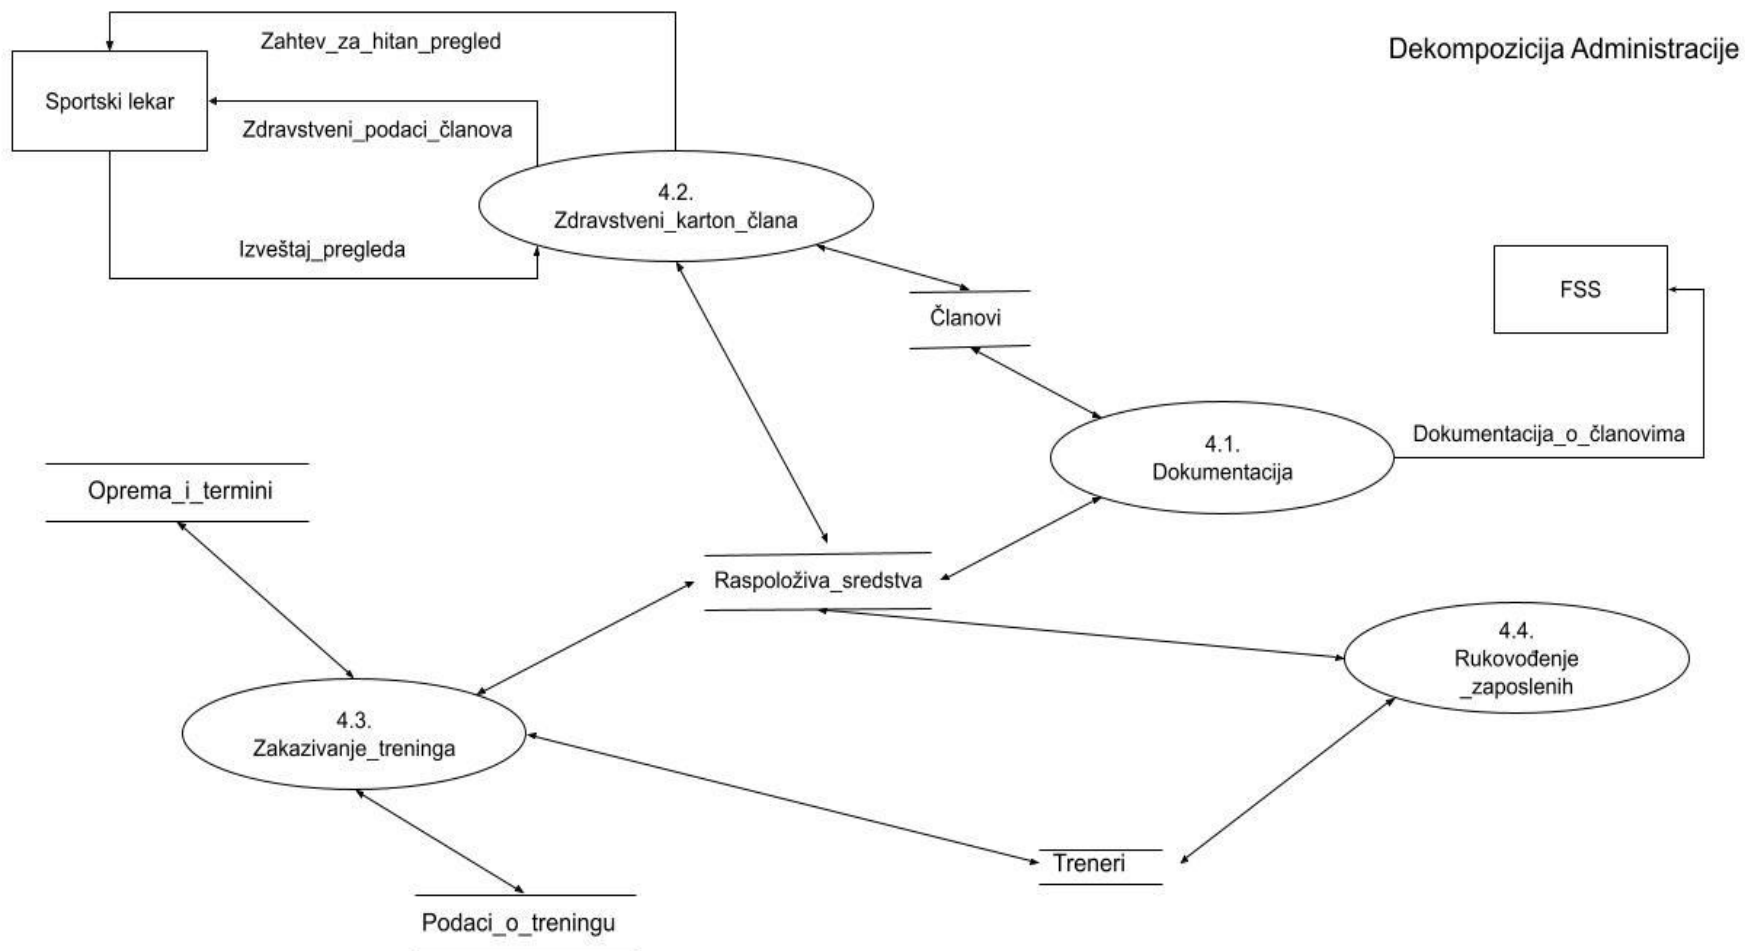 Zahtev_za_hitan_pregled
Dekompozicija Administracije
Sportski lekar
Zdravstveni_podaci_članova
4.2.
Zdravstveni_karton_člana
Izveštaj_pregleda
FSS
Članovi
Dokumentacija_o_članovima
4.1.
Dokumentacija
Oprema_i_termini
Raspoloživa_sredstva
4.4.
Rukovođenje
_zaposlenih
4.3.
Zakazivanje_treninga
Treneri
Podaci_o_treningu